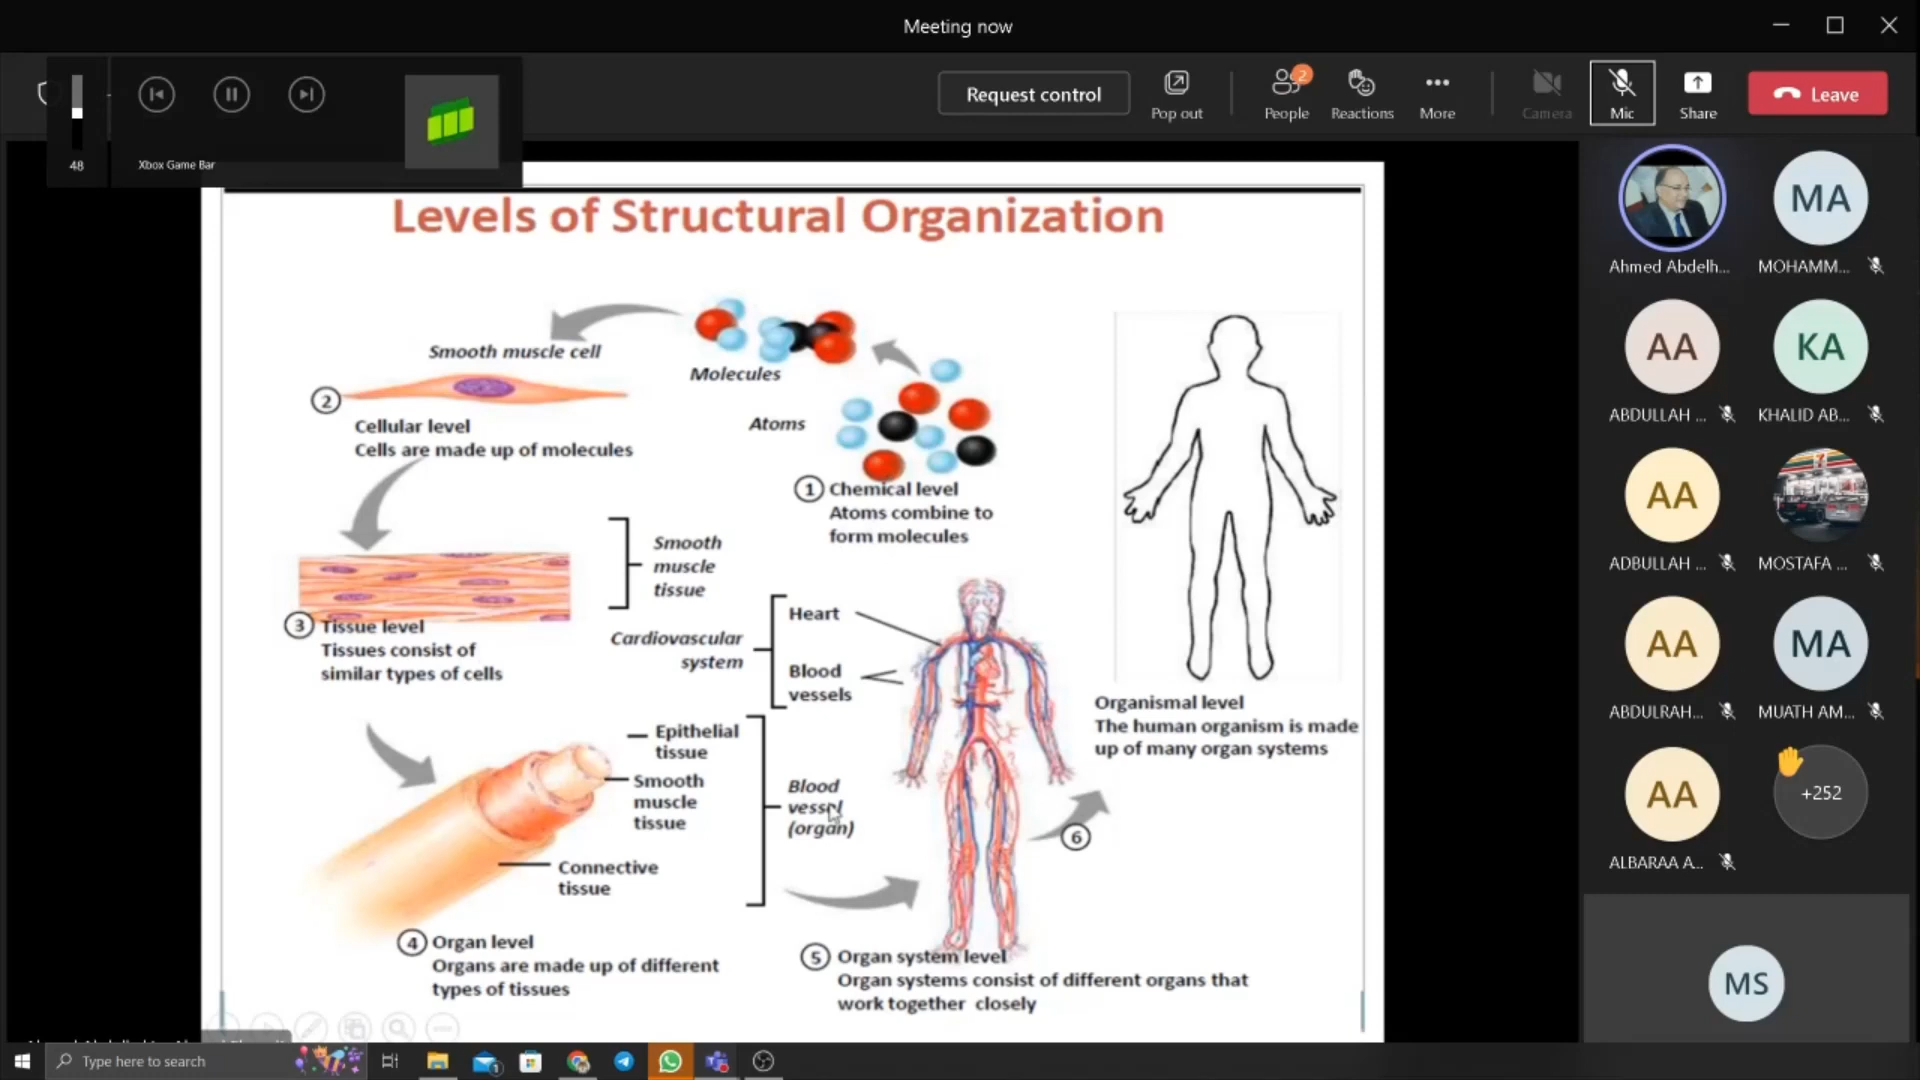 Meeting now
48
Xbox Game Bar
Request control
Pop out
2
People
Reactions
More
Camera
Mic
Share
Leave
Levels of Structural Organization
Molecules
Atoms
1 Chemical level
Atoms combine to
form molecules
Smooth muscle cell
2
Cellular level
Cells are made up of molecules
Smooth
muscle
tissue
3 Tissue level
Tissues consist of
similar types of cells
Epithelial
tissue
Smooth
muscle
tissue
Connective
tissue
Blood
vessel
(organ)
4 Organ level
Organs are made up of different
types of tissues
Cardiovascular
system
Heart
Blood
vessels
5 Organ system level
Organ systems consist of different organs that
work together closely
6
Organismal level
The human organism is made
up of many organ systems
Ahmed Abdelh...
MA
MOHAMM...
AA
ABDULLAH ...
KA
KHALID AB...
AA
ADBULLAH ...
7
MOSTAFA ...
AA
ABDULRAH...
MA
MUATH AM...
AA
ALBARAA A...
+252
MS
Type here to search
1